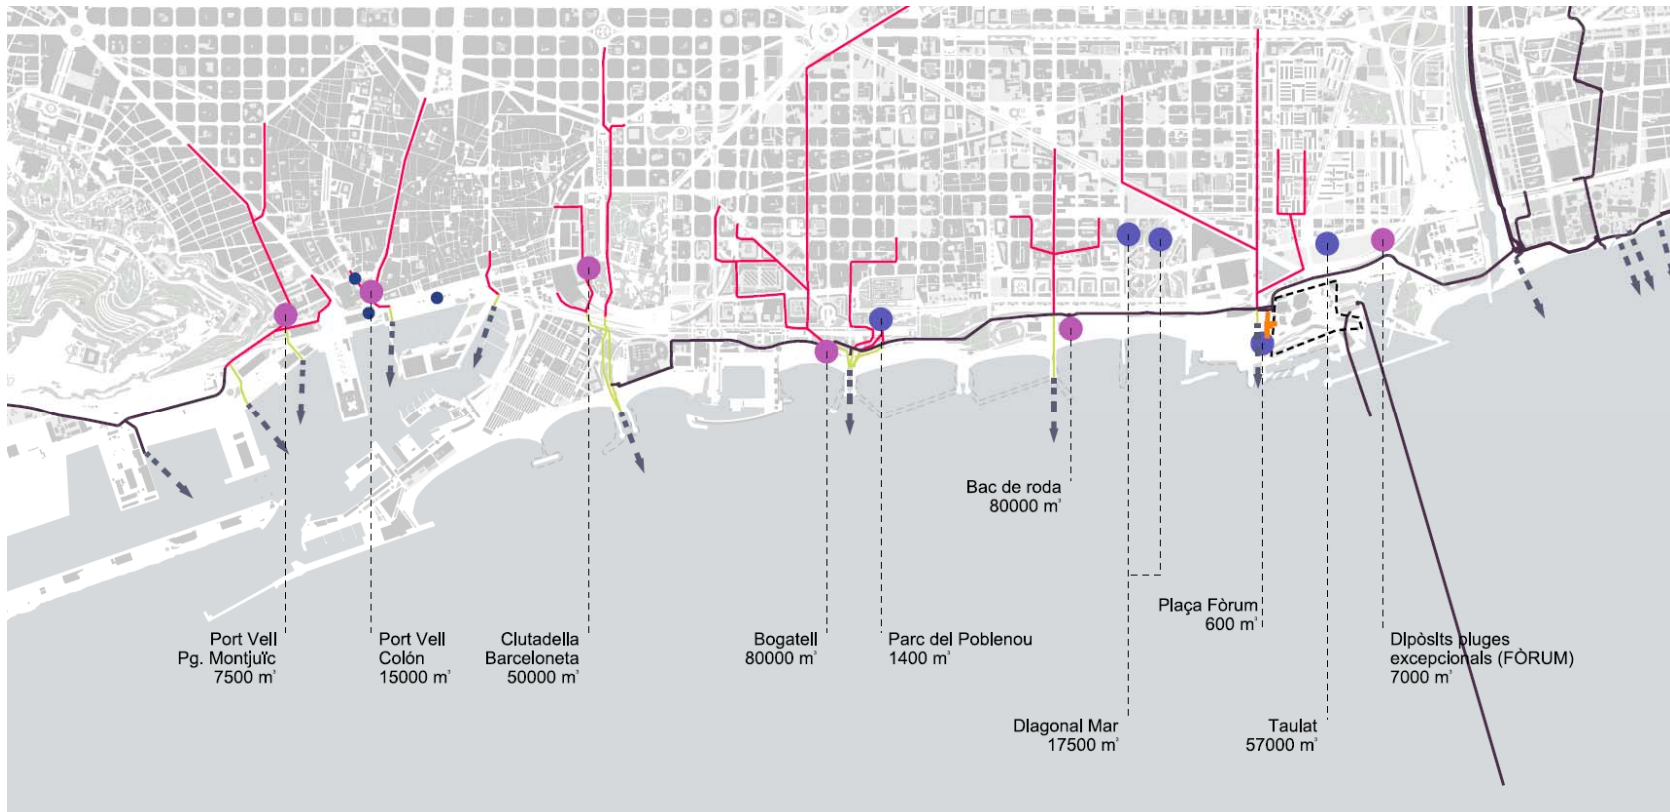 Port Vell
Pg. Montjuïc
7500 m³
Port Vell
Colón
15000 m³
Clutadella
Barceloneta
50000 m³
Bogatell
80000 m³
Parc del Poblenou
1400 m³
Bac de roda
80000 m³
Dlagonal Mar
17500 m³
Plaça Fòrum
600 m³
Taulat
57000 m³
Dlpòslts pluges
excepcionals (FÒRUM)
7000 m³